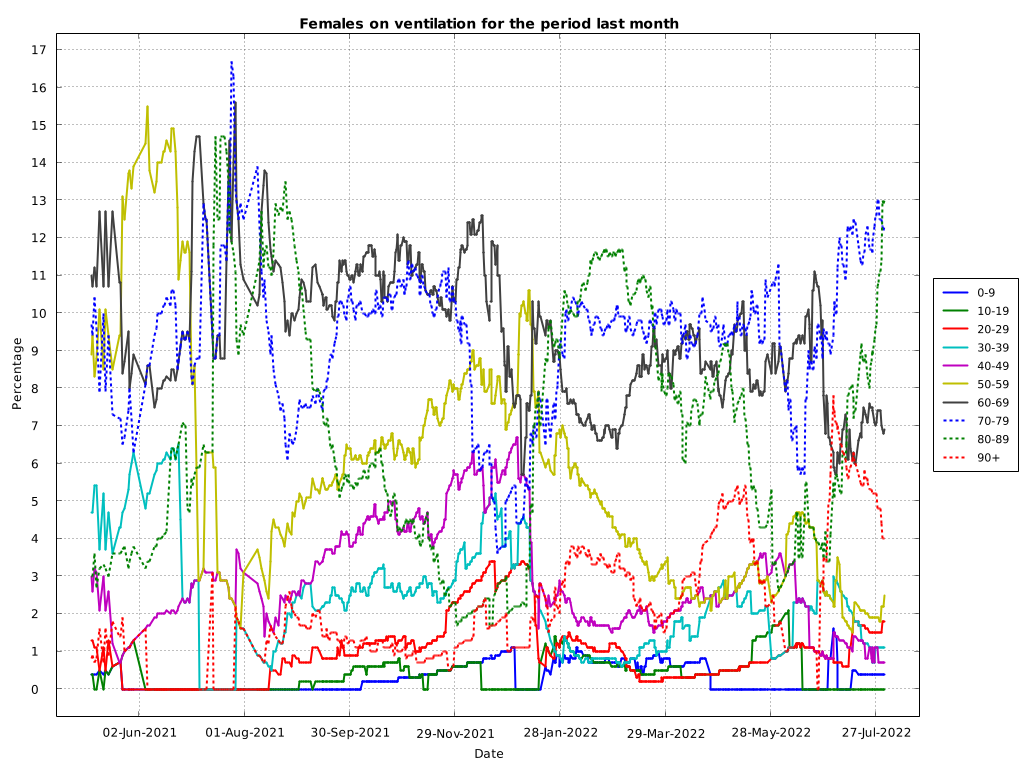 Females on ventilation for the period last month
17
16
15
14
13
12
11
10
9
8
7
6
5
4
3
2
1
0
Percentage
02-Jun-2021
01-Aug-2021
30-Sep-2021
29-Nov-2021
28-Jan-2022
29-Mar-2022
28-May-2022
27-Jul-2022
Date
0-9
10-19
20-29
30-39
40-49
50-59
60-69
70-79
80-89
90+